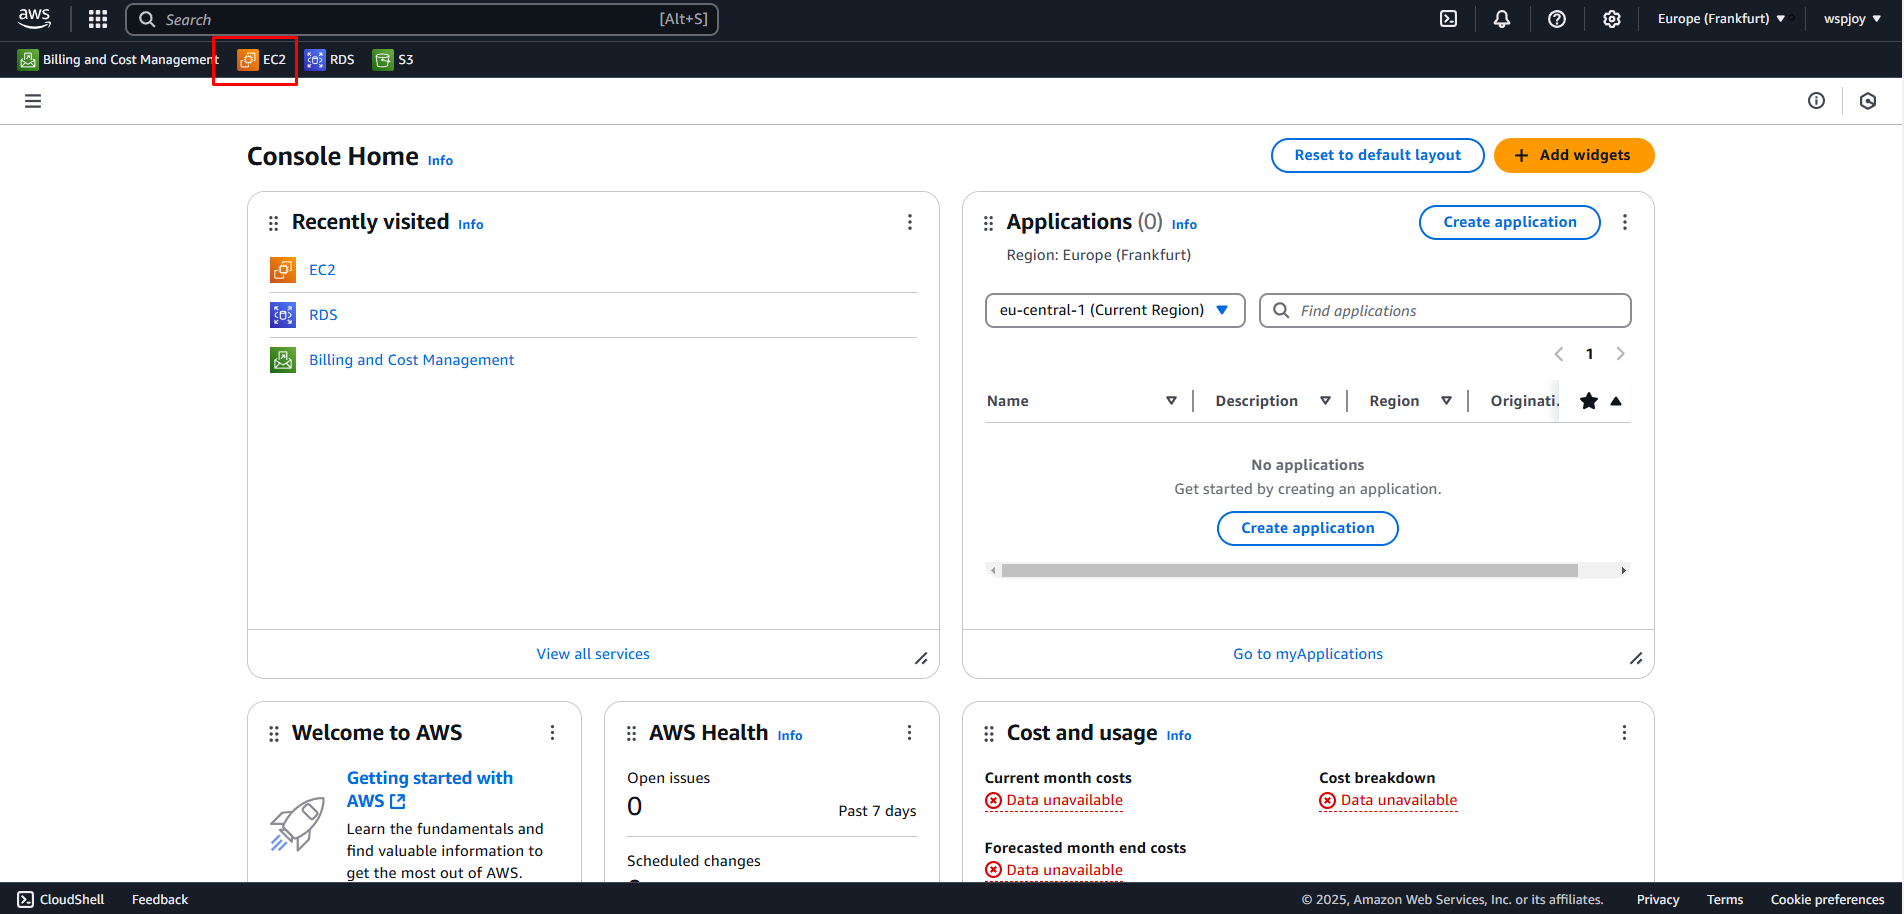 aws
Search [Alt+S]
Europe (Frankfurt) ▼
wspjoy ▼
Billing and Cost Management
EC2
RDS
S3
Console Home Info
Reset to default layout
+ Add widgets
Recently visited Info
EC2
RDS
Billing and Cost Management
View all services
Applications (0) Info
Create application
Region: Europe (Frankfurt)
eu-central-1 (Current Region) ▼
Find applications
1
Name Description Region Originati.
No applications
Get started by creating an application.
Create application
Go to myApplications
Welcome to AWS
Getting started with
AWS
Learn the fundamentals and
find valuable information to
get the most out of AWS.
AWS Health Info
Open issues
0
Past 7 days
Scheduled changes
Cost and usage Info
Current month costs
Data unavailable
Cost breakdown
Data unavailable
Forecasted month end costs
Data unavailable
CloudShell Feedback
© 2025, Amazon Web Services, Inc. or its affiliates. Privacy Terms Cookie preferences